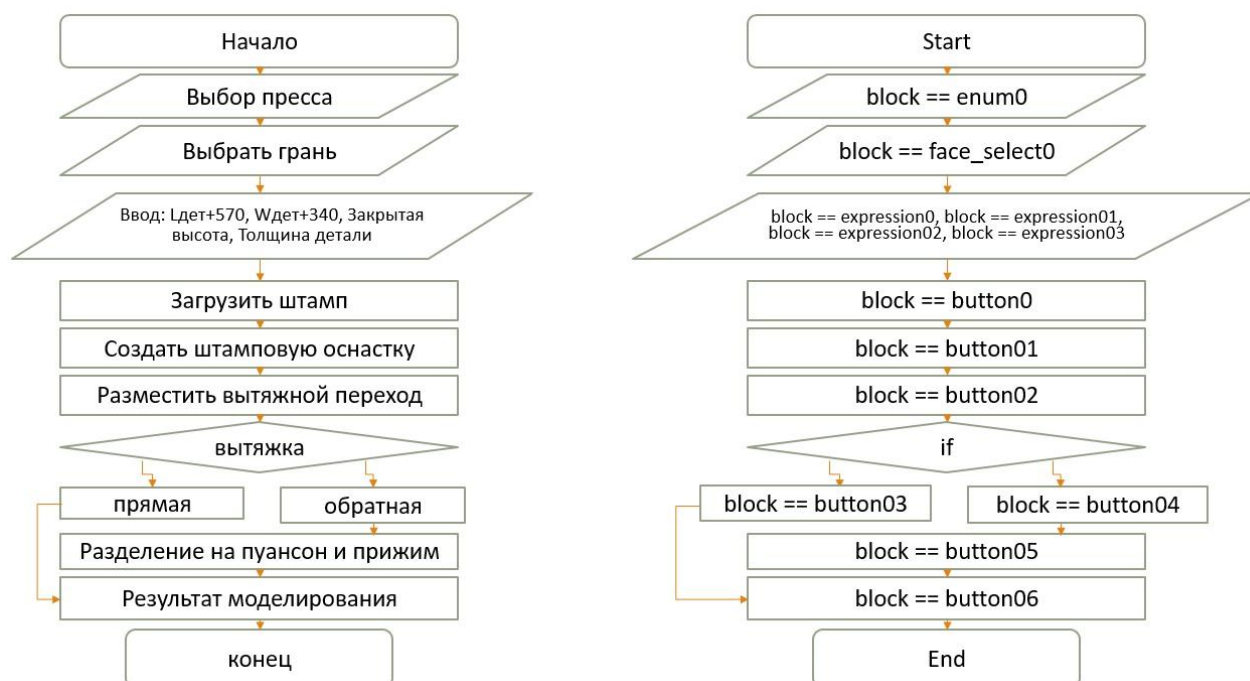 Начало
Выбор пресса
Выбрать грань
Ввод: Lдет+570, Wдет+340, Закрытая
высота, Толщина детали
Загрузить штамп
Создать штамповую оснастку
Разместить вытяжной переход
вытяжка
прямая
обратная
Разделение на пуансон и прижим
Результат моделирования
конец
Start
block == enum0
block == face_select0
block == expression0, block == expression01,
block == expression02, block == expression03
block == button0
block == button01
block == button02
if
block == button03
block == button04
block == button05
block == button06
End